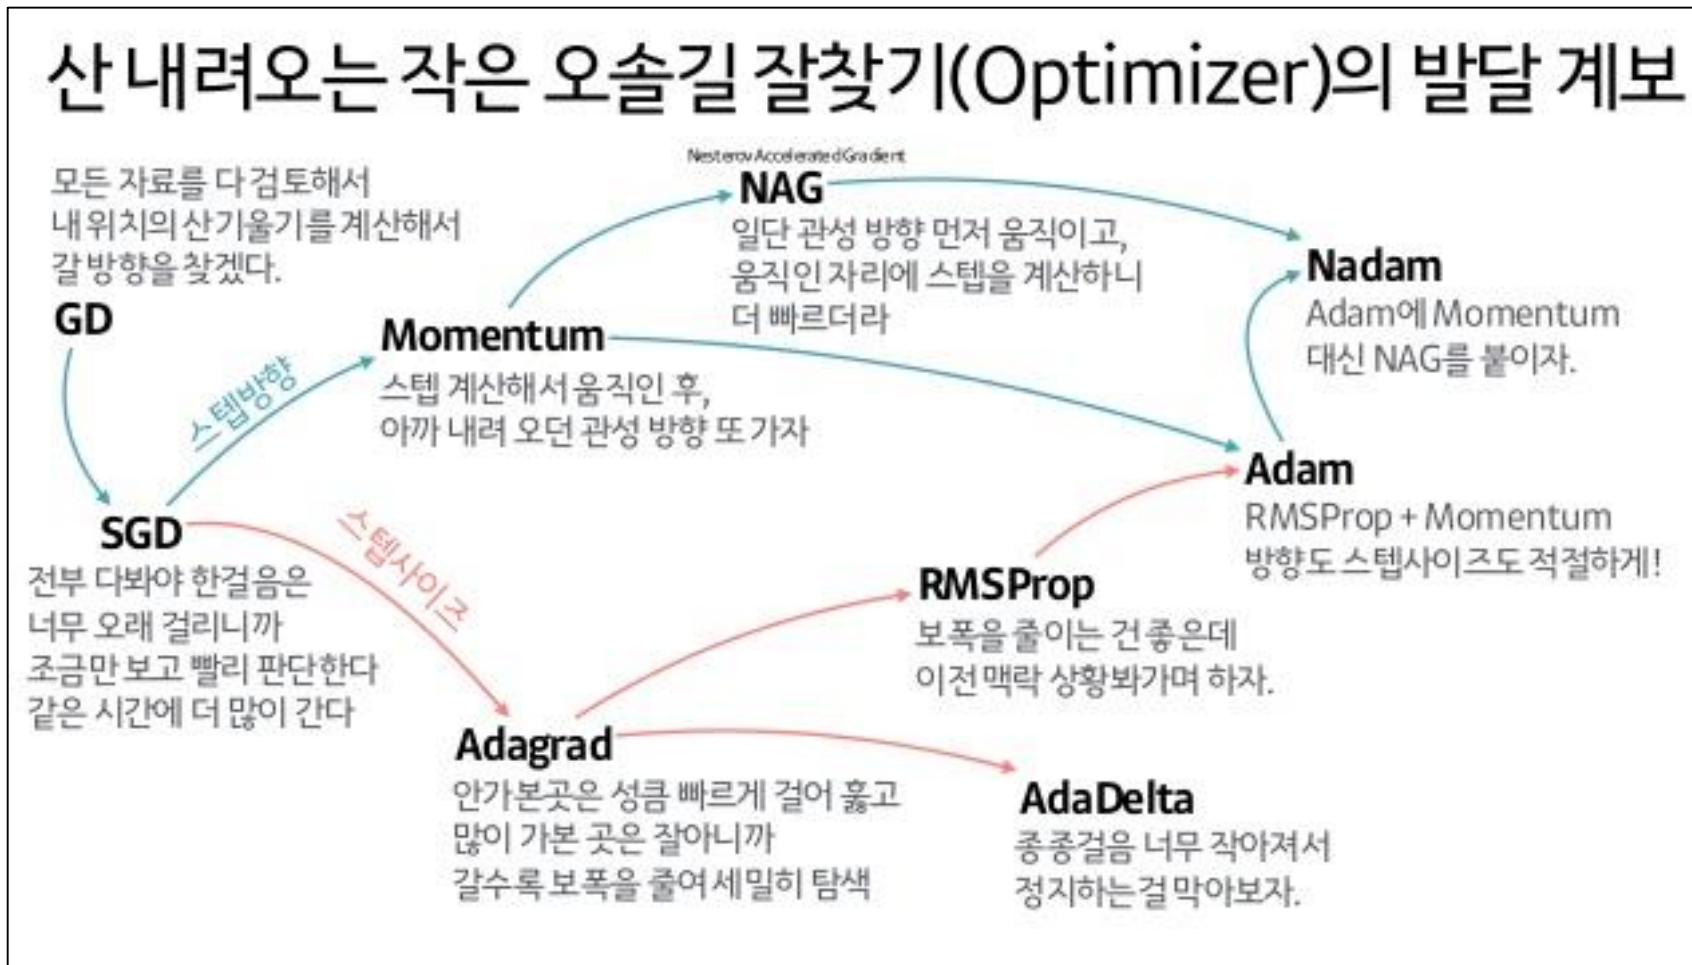 산 내려오는 작은 오솔길 잘찾기(Optimizer)의 발달 계보
모든 자료를 다 검토해서
내 위치의 산기울기를 계산해서
갈 방향을 찾겠다.
GD
스텝방향
SGD
전부 다봐야 한걸음은
너무 오래 걸리니까
조금만 보고 빨리 판단한다
같은 시간에 더 많이 간다
Momentum
스텝 계산해서 움직인 후,
아까 내려 오던 관성 방향 또 가자
스텝사이즈
Adagrad
안가본곳은 성큼 빠르게 걸어 훓고
많이 가본 곳은 잘아니까
갈수록 보폭을 줄여 세밀히 탐색
Nesterov Accelerated Gradient
NAG
일단 관성 방향 먼저 움직이고,
움직인 자리에 스텝을 계산하니
더 빠르더라
RMSProp
보폭을 줄이는 건 좋은데
이전 맥락 상황봐가며 하자.
AdaDelta
종종걸음 너무 작아져서
정지하는걸 막아보자.
Nadam
Adam에 Momentum
대신 NAG를 붙이자.
Adam
RMSProp + Momentum
방향도 스텝사이즈도 적절하게!